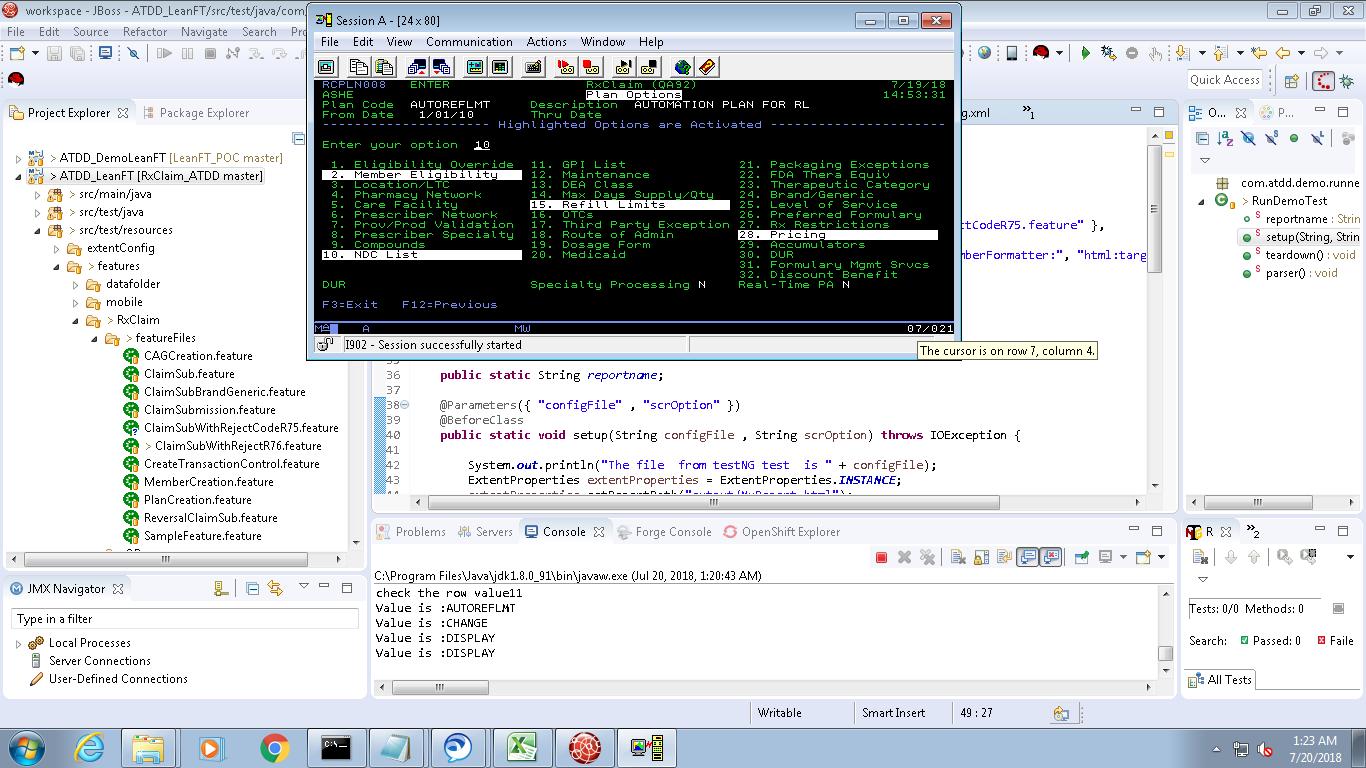 workspace - JBoss - ATDD_LeanFT/src/test/java/com/
File Edit Source Refactor Navigate Search
Quick Access
Project Explorer
Package Explorer
> ATDD_DemoLeanFT [LeanFT_POC master]
> ATDD_LeanFT [RxClaim_ATDD master]
> src/main/java
> src/test/java
> src/test/resources
extentConfig
> features
datafolder
mobile
> RxClaim
> featureFiles
CAGCreation.feature
ClaimSub.feature
ClaimSubBrandGeneric.feature
ClaimSubmission.feature
ClaimSubWithRejectCodeR75.feature
> ClaimSubWithRejectR76.feature
CreateTransactionControl.feature
MemberCreation.feature
PlanCreation.feature
ReversalClaimSub.feature
SampleFeature.feature
JMX Navigator
Type in a filter
Local Processes
Server Connections
User-Defined Connections
Session A - [24 x 80]
File Edit View Communication Actions Window Help
RCPLN008 ENTER RxClaim (QA92) 7/19/18
ASHE Plan Options 14:53:31
Plan Code AUTOREFLMT Description AUTOMATION PLAN FOR RL
From Date 1/01/10 Thru Date
Highlighted Options are Activated
Enter your option 10
1. Eligibility Override 11. GPI List 21. Packaging Exceptions
2. Member Eligibility 12. Maintenance 22. FDA Thera Equiv
3. Location/LTC 13. DEA Class 23. Therapeutic Category
4. Pharmacy Network 14. Max Days Supply/Qty 24. Brand/Generic
5. Care Facility 15. Refill Limits 25. Level of Service
6. Prescriber Network 16. OTCs 26. Preferred Formulary
7. Prov/Prod Validation 17. Third Party Exception 27. Rx Restrictions
8. Prescriber Specialty 18. Route of Admin 28. Pricing
9. Compounds 19. Dosage Form 29. Accumulators
10. NDC List 20. Medicaid 30. DUR
31. Formulary Mgmt Srvcs
32. Discount Benefit
DUR Specialty Processing N Real-Time PA N
F3=Exit F12=Previous
MA A MW 07/021
I902 - Session successfully started
The cursor is on row 7, column 4.
g.xml
ctCodeR75.feature" },
mberFormatter:", "html:targ
36 public static String reportname;
37
38 @Parameters({ "configFile" , "scrOption" })
39 @BeforeClass
40 public static void setup(String configFile , String scrOption) throws IOException {
41
42 System.out.println("The file from testNG test is " + configFile);
43 ExtentProperties extentProperties = ExtentProperties.INSTANCE;
O...
P...
com.atdd.demo.runne
> RunDemoTest
reportname : Strin
setup(String, Strin
teardown() : void
parser() : void
Problems Servers Console Forge Console OpenShift Explorer
C:\Program Files\Java\jdk1.8.0_91\bin\javaw.exe (Jul 20, 2018, 1:20:43 AM)
check the row value11
Value is :AUTOREFLMT
Value is :CHANGE
Value is :DISPLAY
Value is :DISPLAY
R
Tests: 0/0 Methods: 0
Search: Passed: 0 Faile
All Tests
Writable Smart Insert 49 : 27
1:23 AM
7/20/2018